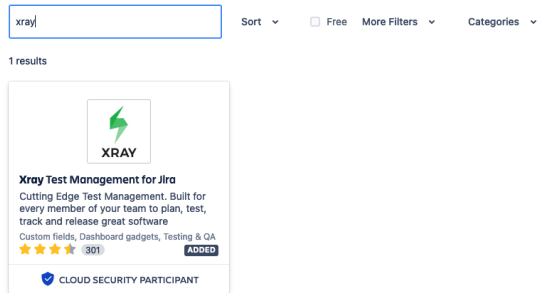 xray
Sort
Free
More Filters
Categories
1 results
XRAY
Xray Test Management for Jira
Cutting Edge Test Management. Built for
every member of your team to plan, test,
track and release great software
Custom fields, Dashboard gadgets, Testing & QA
301
ADDED
CLOUD SECURITY PARTICIPANT